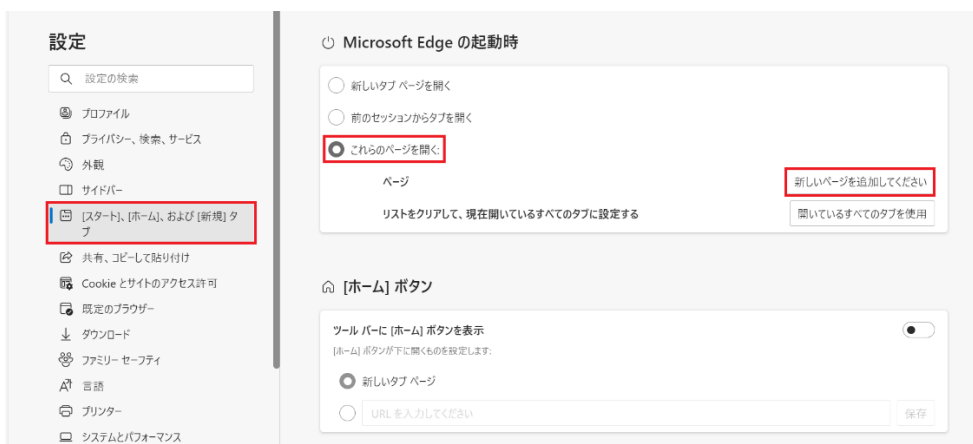 設定
設定の検索
プロファイル
プライバシー、検索、サービス
外観
サイドバー
[スタート]、[ホーム]、および [新規] タ
ブ
共有、コピーして貼り付け
Cookie とサイトのアクセス許可
既定のブラウザー
ダウンロード
ファミリー セーフティ
言語
プリンター
システムとパフォーマンス
Microsoft Edge の起動時
新しいタブ ページを開く
前のセッションからタブを開く
これらのページを開く:
ページ
新しいページを追加してください
リストをクリアして、現在開いているすべてのタブに設定する
開いているすべてのタブを使用
[ホーム] ボタン
ツール バーに [ホーム] ボタンを表示
[ホーム] ボタンが下に開くものを設定します:
新しいタブ ページ
URL を入力してください
保存